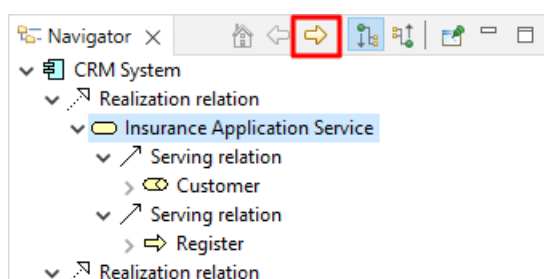 Navigator
CRM System
Realization relation
Insurance Application Service
Serving relation
Customer
Serving relation
Register
Realization relation